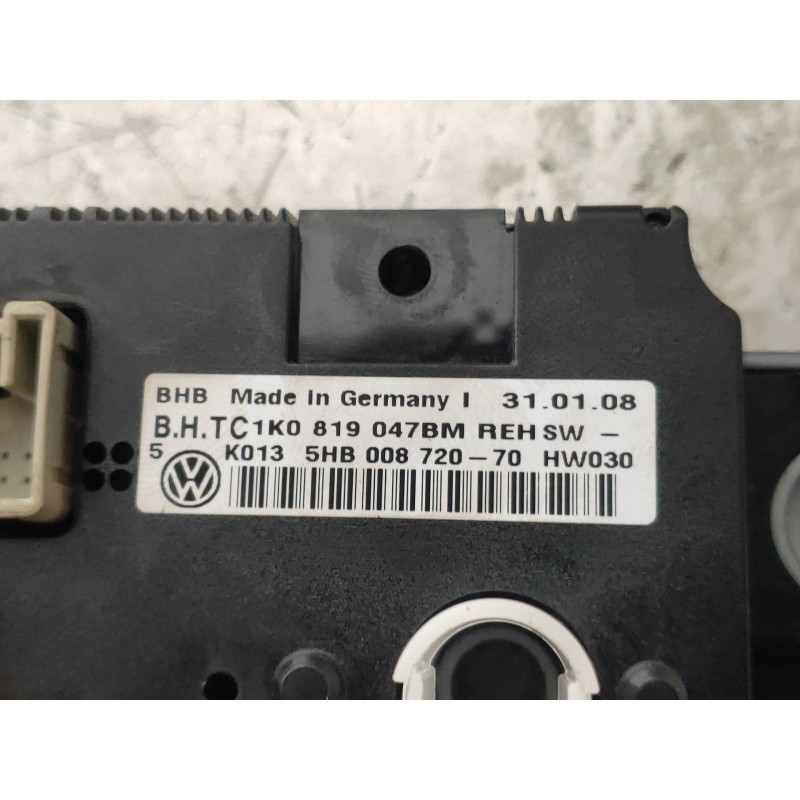 BHB Made In Germany I 31.01.08
B.H.TC 1K0 819 047BM REH SW -
5 K013 5HB 008 720-70 HW030